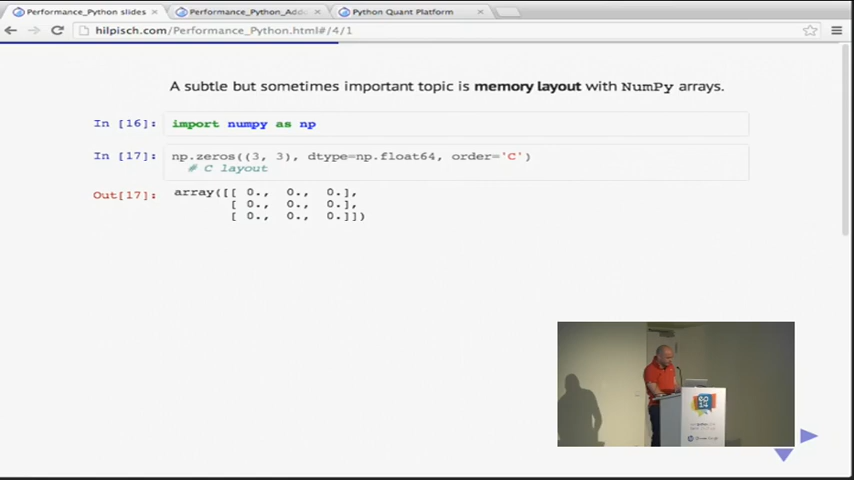 Performance_Python slides
Performance_Python_Add
Python Quant Platform
hilpisch.com/Performance_Python.html#/4/1
A subtle but sometimes important topic is memory layout with NumPy arrays.
In [16]: import numpy as np
In [17]: np.zeros((3, 3), dtype=np.float64, order='C')
# C layout
Out[17]: array([[ 0., 0., 0.],
[ 0., 0., 0.],
[ 0., 0., 0.]])